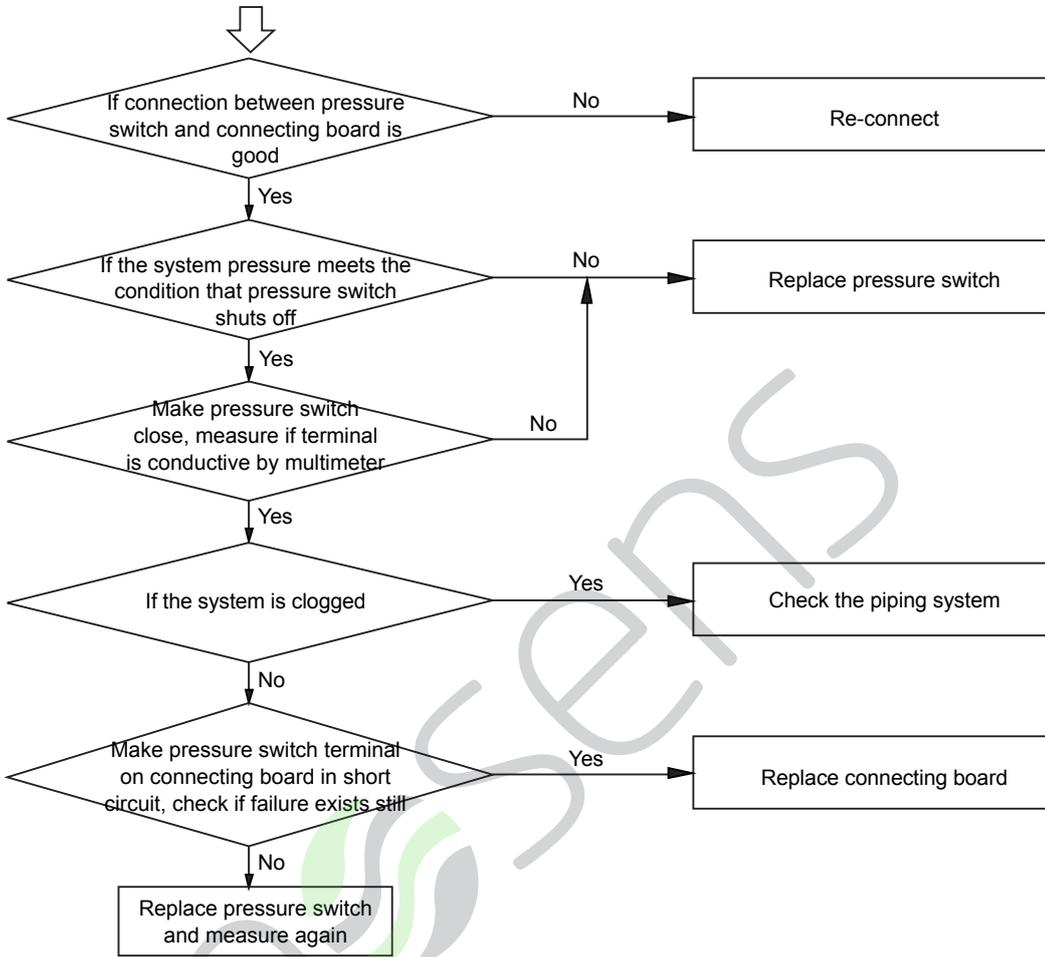 If connection between pressure
switch and connecting board is
good
No
Re-connect
Yes
If the system pressure meets the
condition that pressure switch
shuts off
No
Replace pressure switch
Yes
Make pressure switch
close, measure if terminal
is conductive by multimeter
No
Yes
If the system is clogged
Yes
Check the piping system
No
Make pressure switch terminal
on connecting board in short
circuit, check if failure exists still
Yes
Replace connecting board
No
Replace pressure switch
and measure again
sens